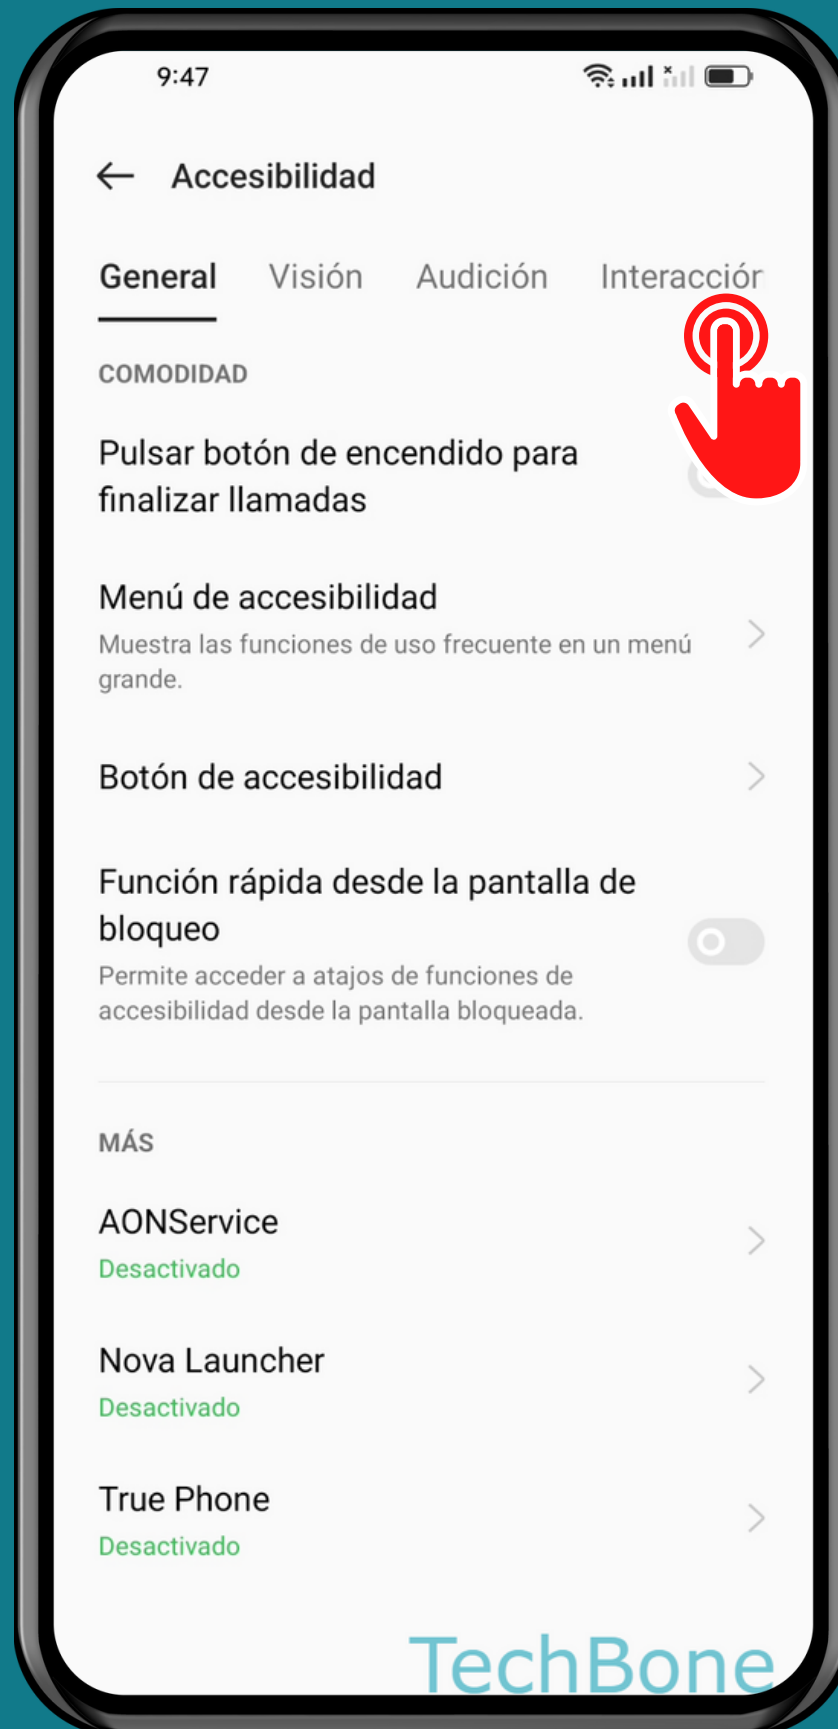 9:47
Accesibilidad
General Visión Audición Interacción
COMODIDAD
Pulsar botón de encendido para
finalizar llamadas
Menú de accesibilidad
Muestra las funciones de uso frecuente en un menú
grande.
Botón de accesibilidad
Función rápida desde la pantalla de
bloqueo
Permite acceder a atajos de funciones de
accesibilidad desde la pantalla bloqueada.
MÁS
AONService
Desactivado
Nova Launcher
Desactivado
True Phone
Desactivado
TechBone